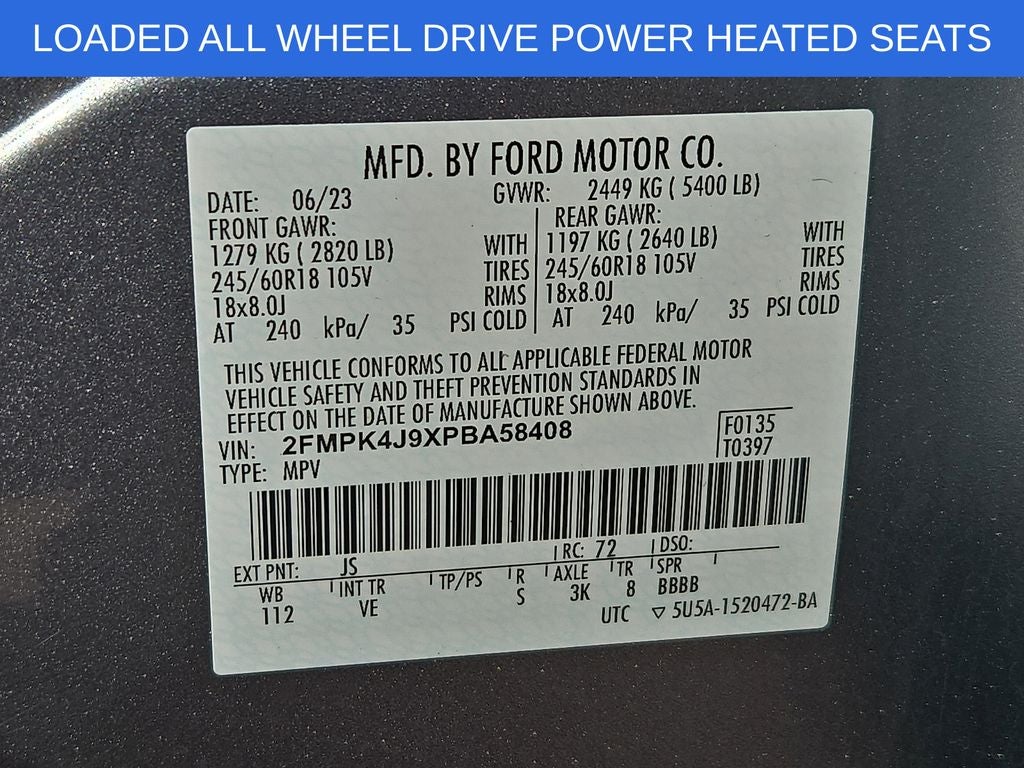 LOADED ALL WHEEL DRIVE POWER HEATED SEATS
MFD. BY FORD MOTOR CO.
DATE: 06/23 GVWR: 2449 KG ( 5400 LB)
FRONT GAWR: REAR GAWR:
1279 KG ( 2820 LB) WITH 1197 KG ( 2640 LB) WITH
245/60R18 105V TIRES 245/60R18 105V TIRES
18x8.0J RIMS 18x8.0J RIMS
AT 240 kPa/ 35 PSI COLD AT 240 kPa/ 35 PSI COLD
THIS VEHICLE CONFORMS TO ALL APPLICABLE FEDERAL MOTOR
VEHICLE SAFETY AND THEFT PREVENTION STANDARDS IN
EFFECT ON THE DATE OF MANUFACTURE SHOWN ABOVE.
VIN: 2FMPK4J9XPBA58408 F0135
TYPE: MPV T0397
EXT PNT: JS RC: 72 DSO:
WB INT TR TP/PS R AXLE TR SPR
112 VE S 3K 8 BBBB
UTC ▽ 5U5A-1520472-BA